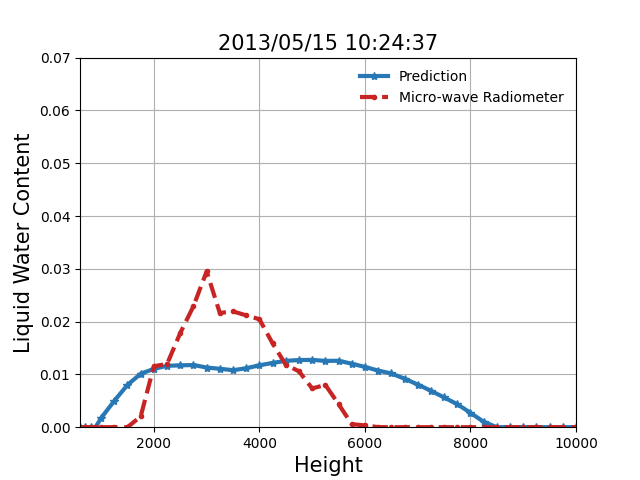 2013/05/15 10:24:37
0.07
0.06
0.05
0.04
0.03
0.02
0.01
0.00
Liquid Water Content
Prediction
Micro-wave Radiometer
2000 4000 6000 8000 10000
Height